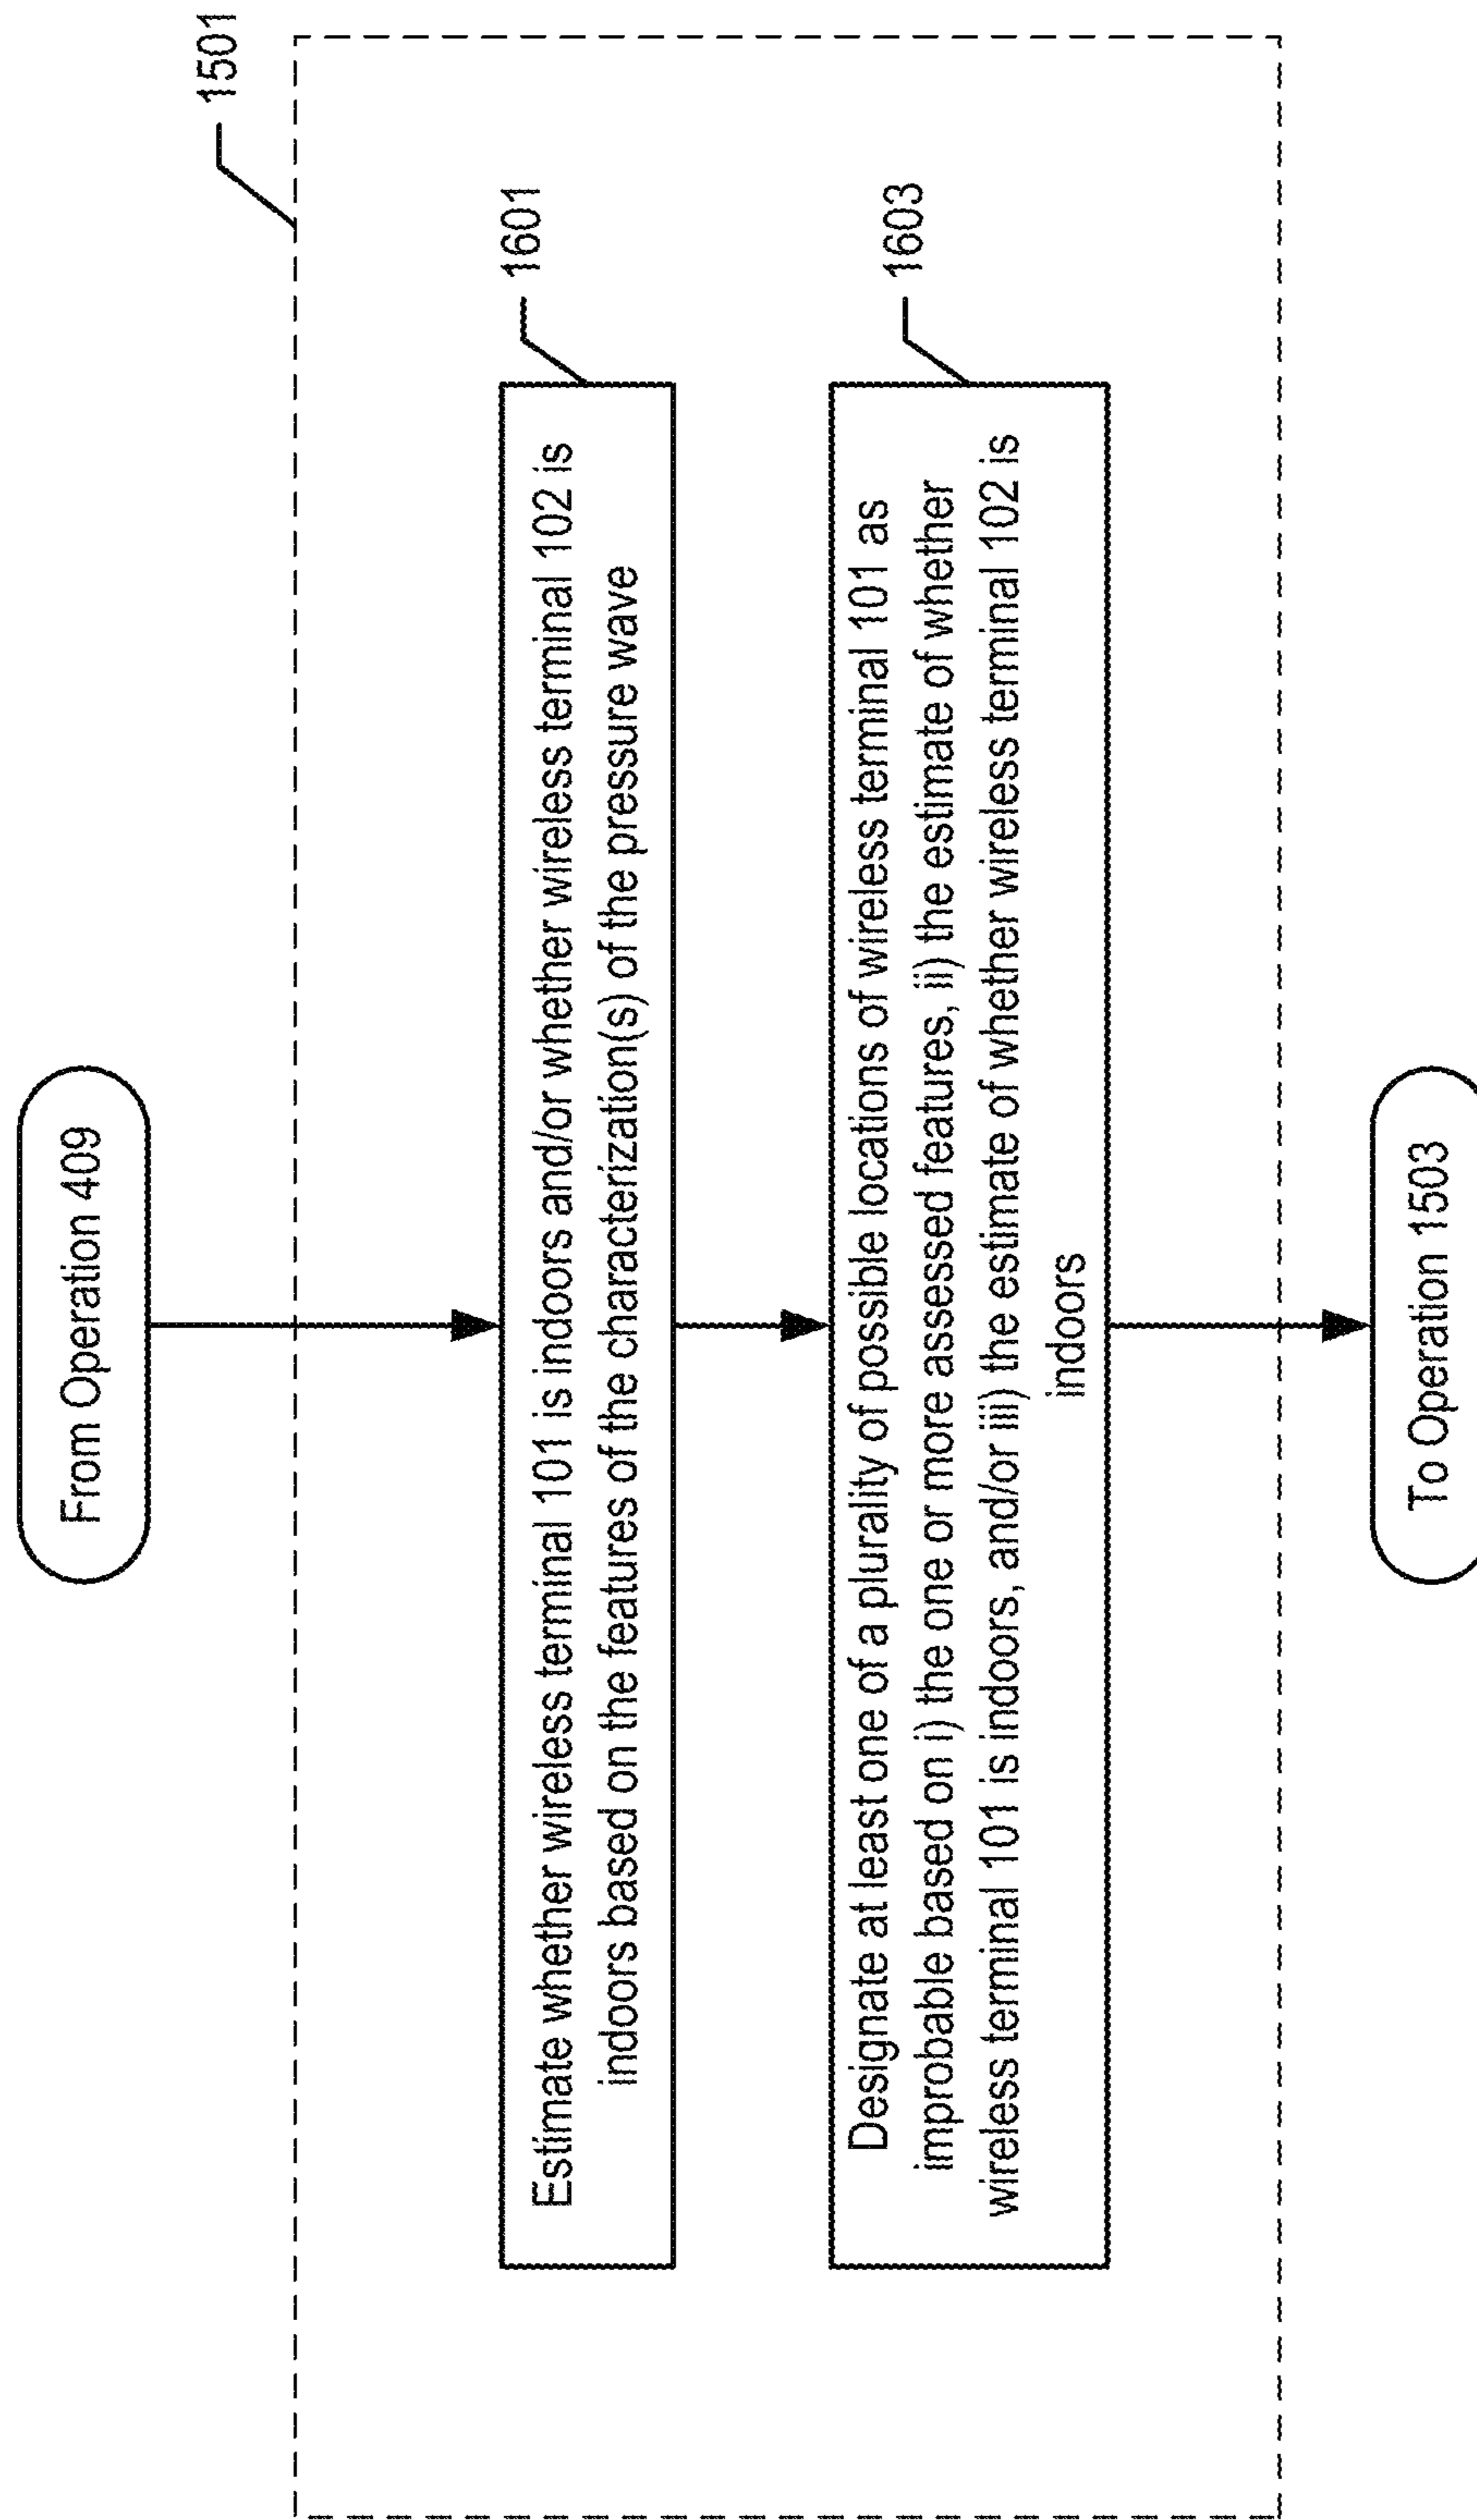 From Operation 409
1501
1601
Estimate whether wireless terminal 101 is indoors and/or whether wireless terminal 102 is
indoors based on the features of the characterization(s) of the pressure wave
1603
Designate at least one of a plurality of possible locations of wireless terminal 101 as
improbable based on i) the one or more assessed features, ii) the estimate of whether
wireless terminal 101 is indoors, and/or iii) the estimate of whether wireless terminal 102 is
indoors
To Operation 1503